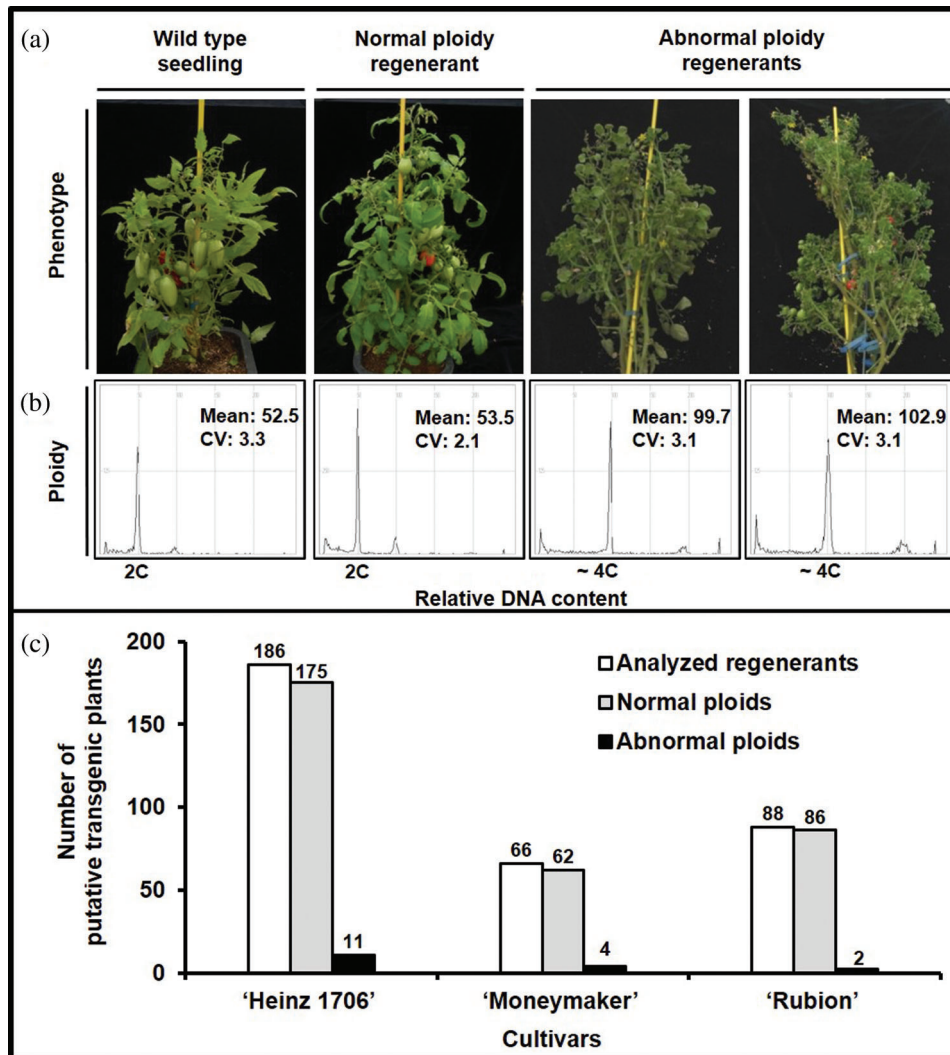 (a)
Wild type
seedling
Normal ploidy
regenerant
Abnormal ploidy
regenerants
Phenotype
(b)
Ploidy
Mean: 52.5
CV: 3.3
Mean: 53.5
CV: 2.1
Mean: 99.7
CV: 3.1
Mean: 102.9
CV: 3.1
2C
2C
~ 4C
~ 4C
Relative DNA content
(c)
Number of
putative transgenic plants
200
150
100
50
0
186
175
11
66
62
4
88
86
2
Analyzed regenerants
Normal ploids
Abnormal ploids
‘Heinz 1706’
‘Moneymaker’
‘Rubion’
Cultivars